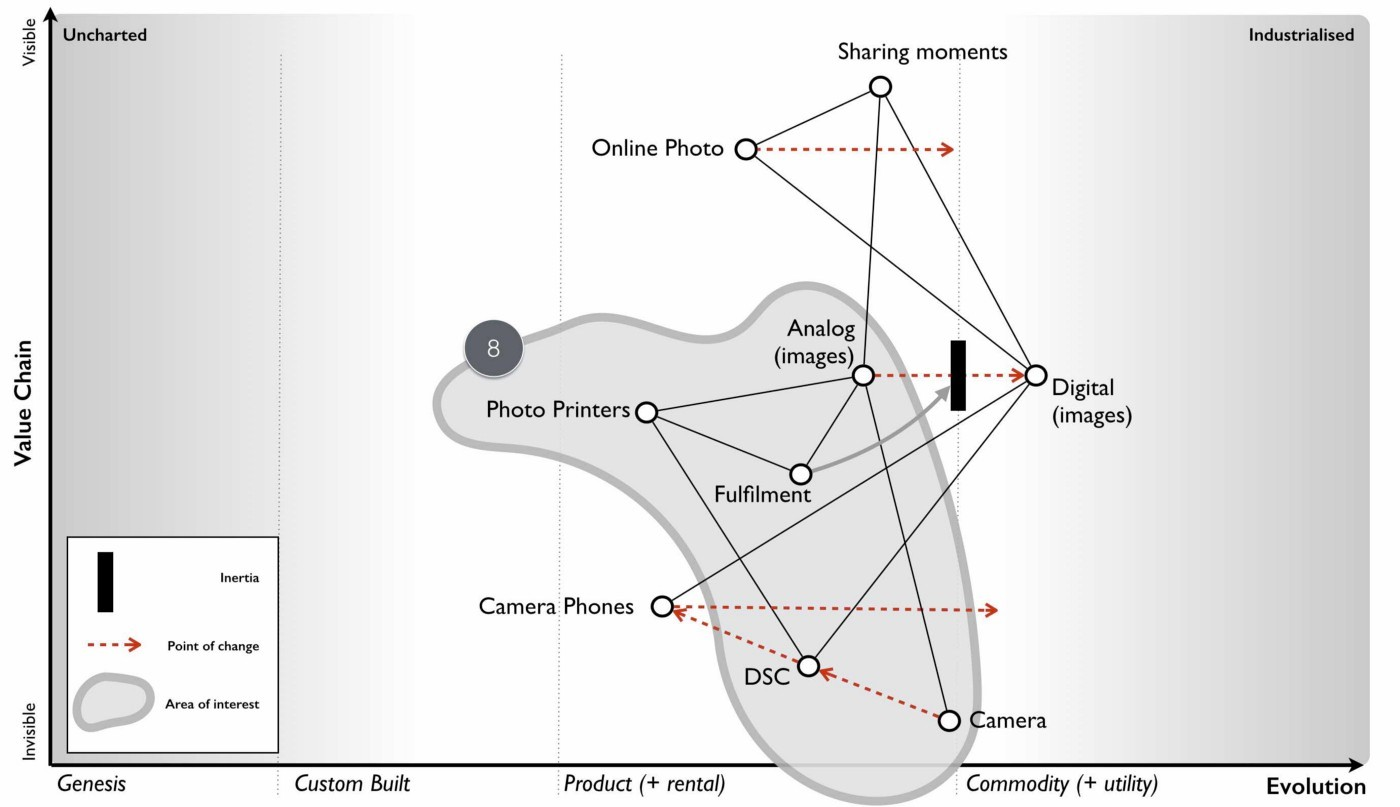 Visible
Uncharted
Industrialised
Sharing moments
Online Photo
8
Analog
(images)
Digital
(images)
Photo Printers
Fulfilment
Value Chain
Camera Phones
DSC
Camera
Inertia
Point of change
Area of interest
Invisible
Genesis
Custom Built
Product (+ rental)
Commodity (+ utility)
Evolution